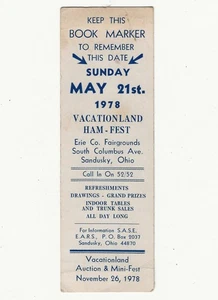 KEEP THIS
BOOK MARKER
TO REMEMBER
THIS DATE
SUNDAY
MAY 21st.
1978
VACATIONLAND
HAM-FEST
Erie Co. Fairgrounds
South Columbus Ave.
Sandusky, Ohio
Call In On 52/52
REFRESHMENTS
DRAWINGS - GRAND PRIZES
INDOOR TABLES
AND TRUNK SALES
ALL DAY LONG
For Information S.A.S.E.
E.A.R.S., P.O. Box 2037
Sandusky, Ohio 44870
Vacationland
Auction & Mini-Fest
November 26, 1978